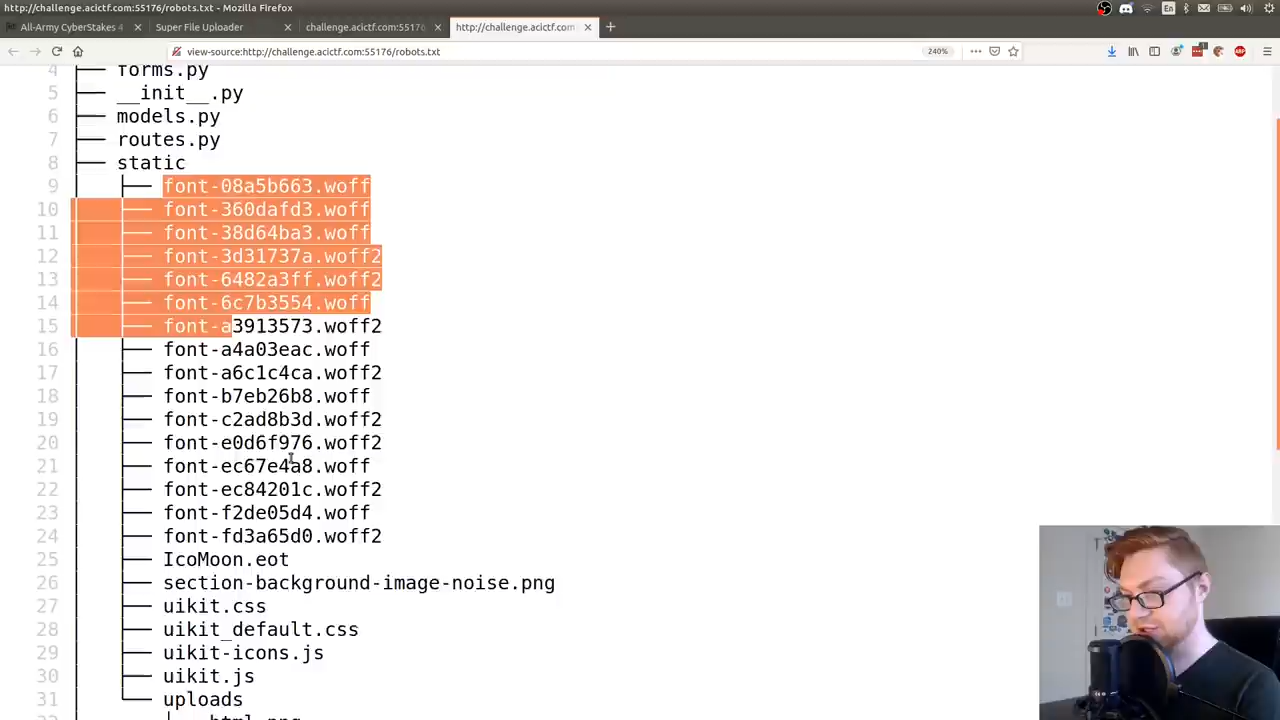 http://challenge.acictf.com:55176/robots.txt - Mozilla Firefox
All-Army CyberStakes 4
Super File Uploader
challenge.acictf.com:55176
http://challenge.acictf.com
view-source:http://challenge.acictf.com:55176/robots.txt
240%
4 ├── forms.py
5 ├── __init__.py
6 ├── models.py
7 ├── routes.py
8 ├── static
9 │   ├── font-08a5b663.woff
10 │   ├── font-360dafd3.woff
11 │   ├── font-38d64ba3.woff
12 │   ├── font-3d31737a.woff2
13 │   ├── font-6482a3ff.woff2
14 │   ├── font-6c7b3554.woff
15 │   ├── font-a3913573.woff2
16 │   ├── font-a4a03eac.woff
17 │   ├── font-a6c1c4ca.woff2
18 │   ├── font-b7eb26b8.woff
19 │   ├── font-c2ad8b3d.woff2
20 │   ├── font-e0d6f976.woff2
21 │   ├── font-ec67e4a8.woff
22 │   ├── font-ec84201c.woff2
23 │   ├── font-f2de05d4.woff
24 │   ├── font-fd3a65d0.woff2
25 │   ├── IcoMoon.eot
26 │   ├── section-background-image-noise.png
27 │   ├── uikit.css
28 │   ├── uikit_default.css
29 │   ├── uikit-icons.js
30 │   ├── uikit.js
31 │   └── uploads
html.png